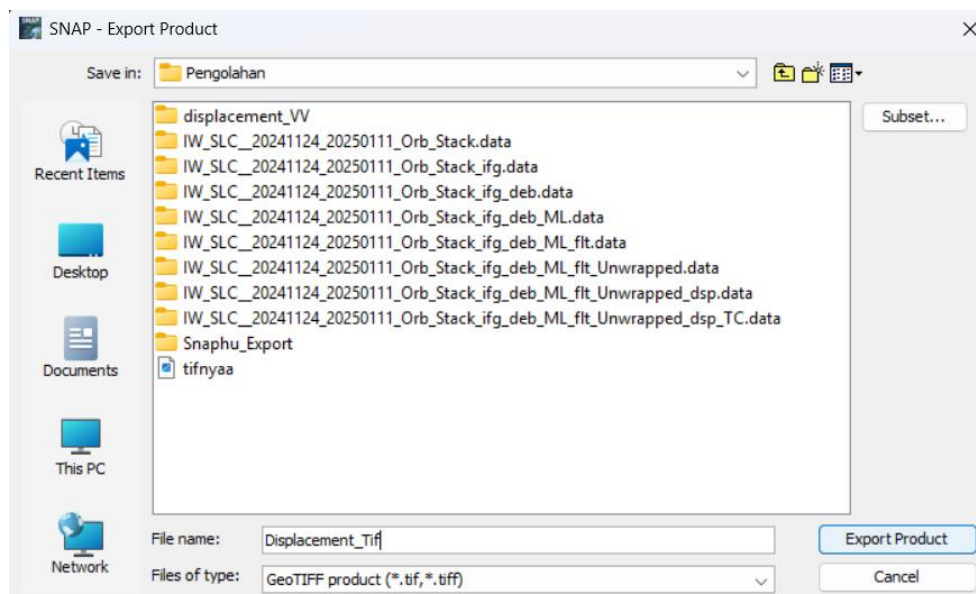 SNAP - Export Product
Save in: Pengolahan
displacement_VV
IW_SLC__20241124_20250111_Orb_Stack.data
IW_SLC__20241124_20250111_Orb_Stack_ifg.data
IW_SLC__20241124_20250111_Orb_Stack_ifg_deb.data
IW_SLC__20241124_20250111_Orb_Stack_ifg_deb_ML.data
IW_SLC__20241124_20250111_Orb_Stack_ifg_deb_ML_flt.data
IW_SLC__20241124_20250111_Orb_Stack_ifg_deb_ML_flt_Unwrapped.data
IW_SLC__20241124_20250111_Orb_Stack_ifg_deb_ML_flt_Unwrapped_dsp.data
IW_SLC__20241124_20250111_Orb_Stack_ifg_deb_ML_flt_Unwrapped_dsp_TC.data
Snaphu_Export
tifnyaa
Subset...
Recent Items
Desktop
Documents
This PC
Network
File name: Displacement_Tif
Export Product
Files of type: GeoTIFF product (*.tif,*.tiff)
Cancel